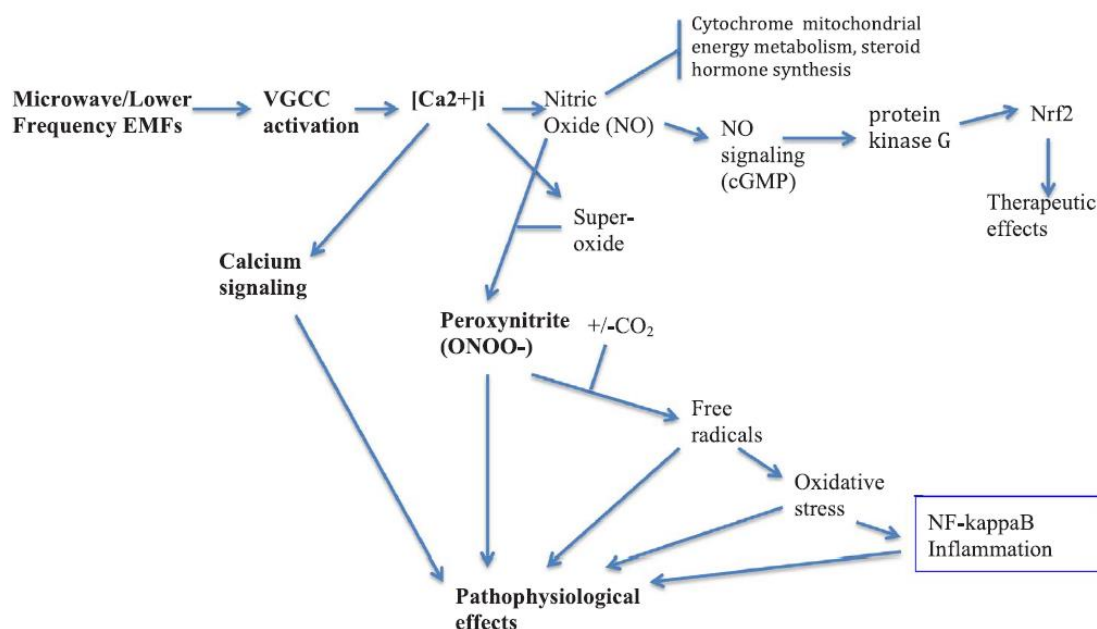 Cytochrome mitochondrial
energy metabolism, steroid
hormone synthesis
Microwave/Lower
Frequency EMFs
VGCC
activation
[Ca2+]i
Nitric
Oxide (NO)
NO
signaling
(cGMP)
protein
kinase G
Nrf2
Therapeutic
effects
Super-
oxide
Calcium
signaling
Peroxynitrite
(ONOO-)
+/-CO₂
Free
radicals
Oxidative
stress
NF-kappaB
Inflammation
Pathophysiological
effects